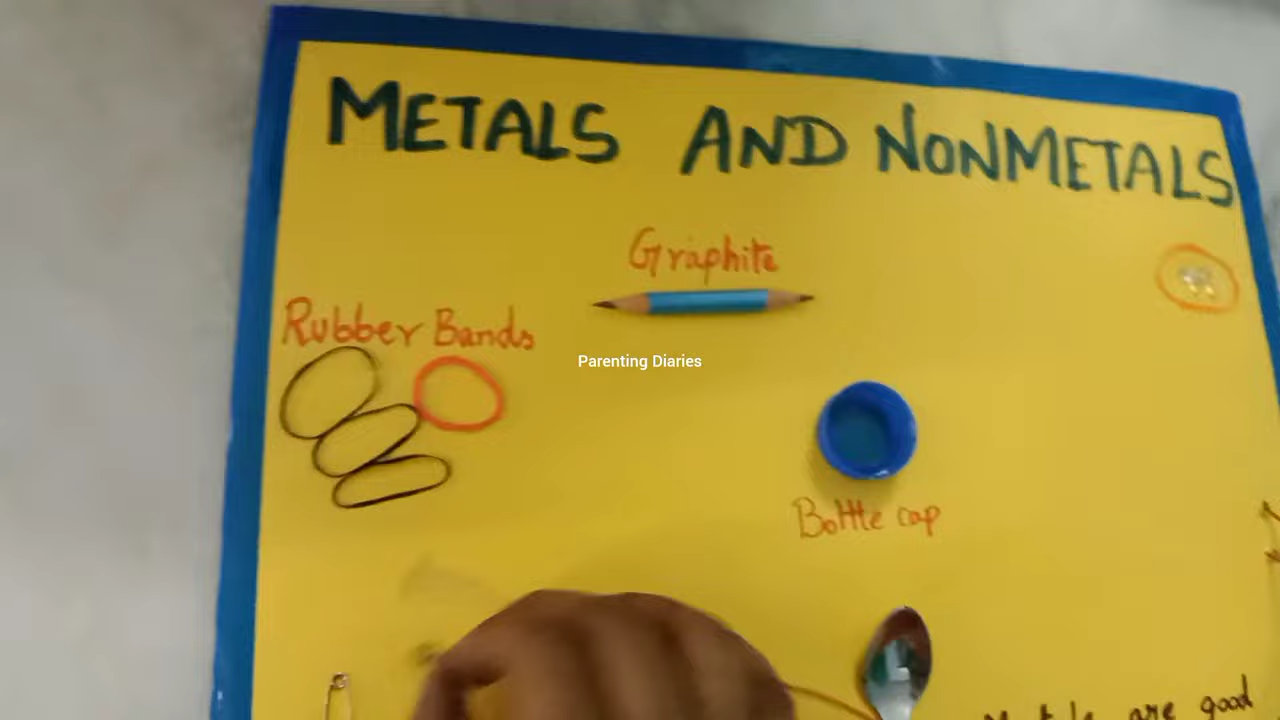 METALS AND NONMETALS
Graphite
Rubber Bands
Parenting Diaries
Bottle cap
are good